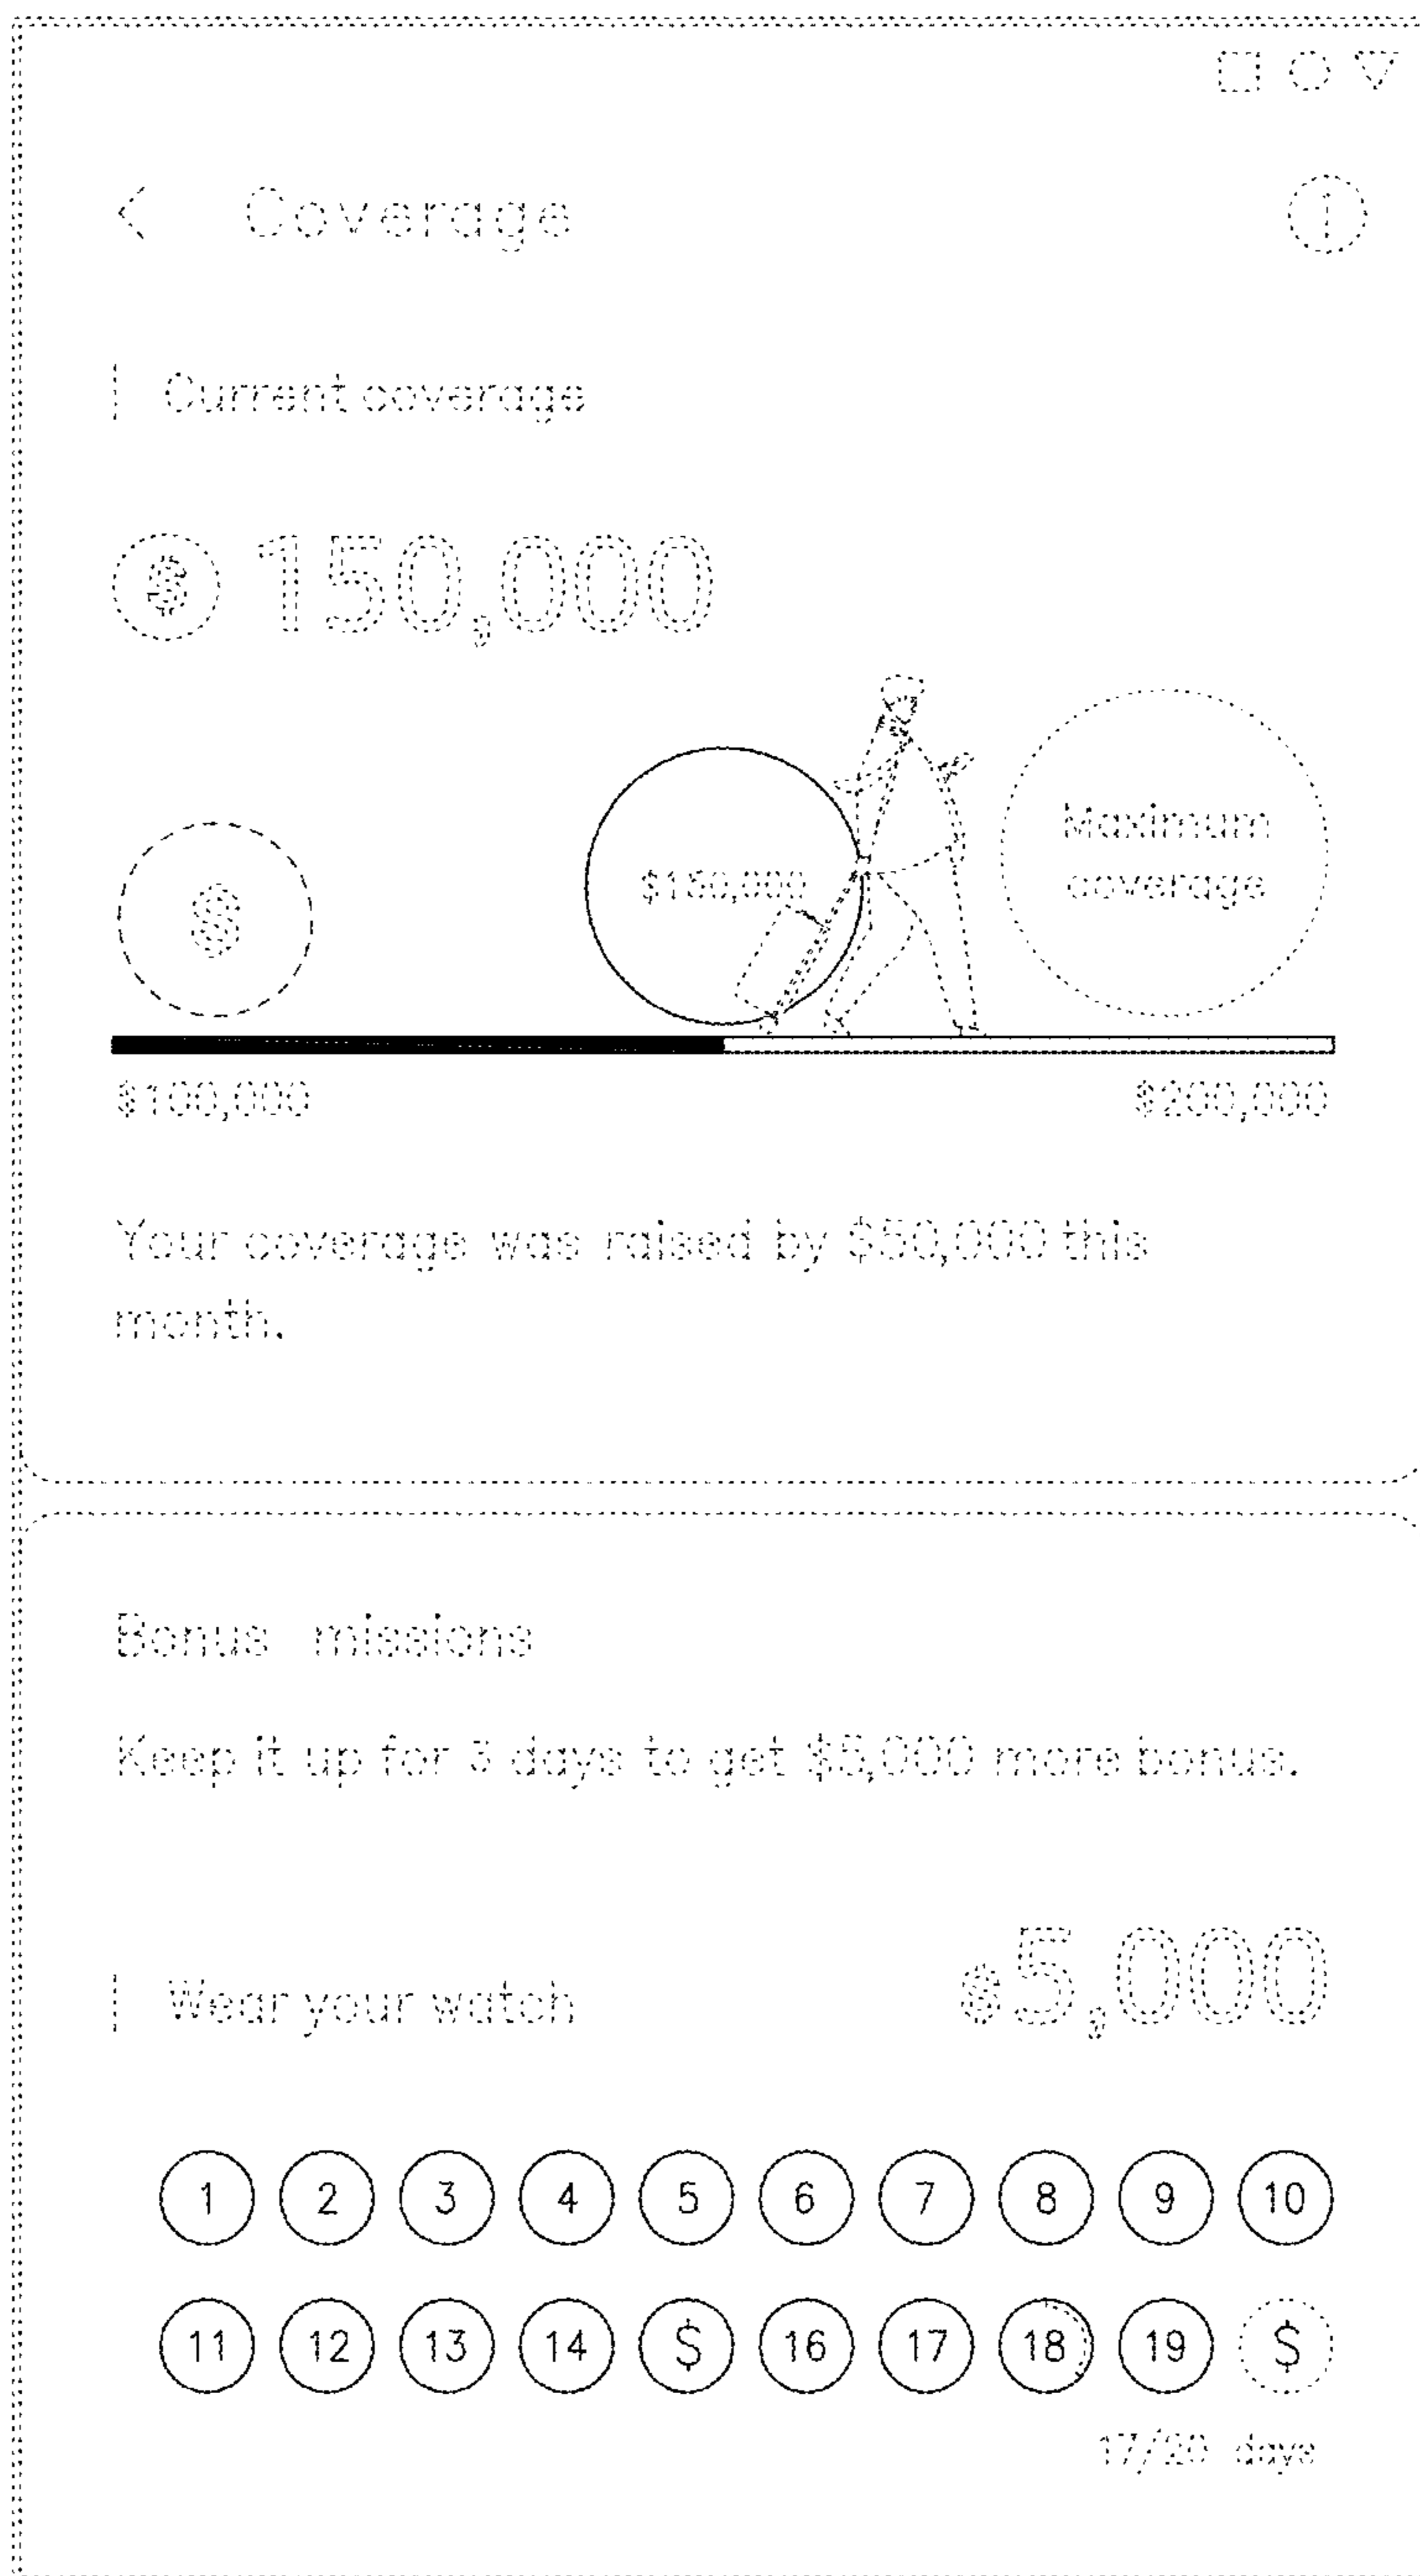 Coverage
Current coverage
$ 150,000
Maximum
coverage
$
$150,000
$100,000
$200,000
Your coverage was raised by $50,000 this
month.
Bonus missions
Keep it up for 3 days to get $5,000 more bonus.
Wear your watch
$5,000
1 2 3 4 5 6 7 8 9 10
11 12 13 14 $ 16 17 18 19 $
17/20 days